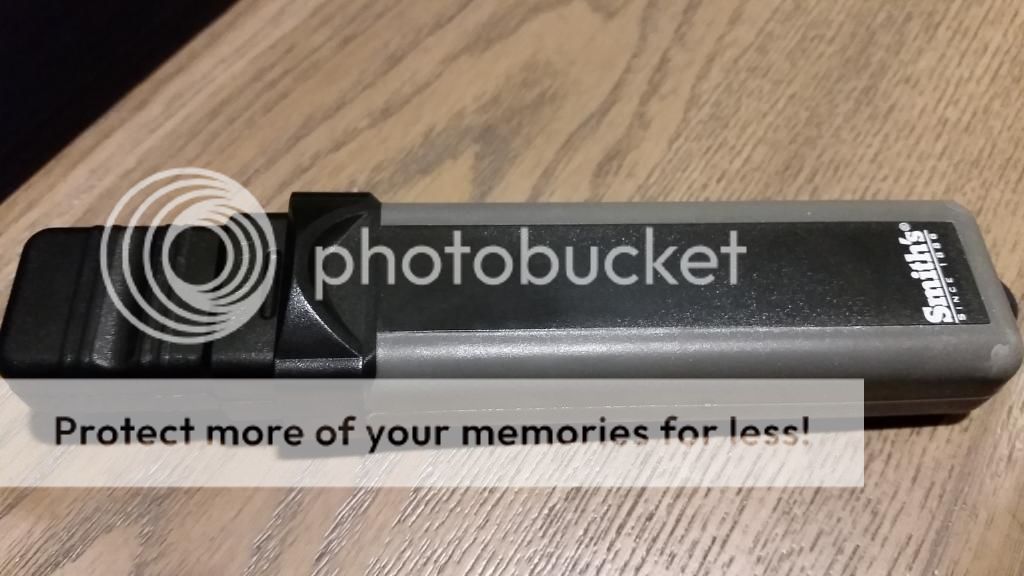 photobucket
Smith's®
SINCE 1886
Protect more of your memories for less!